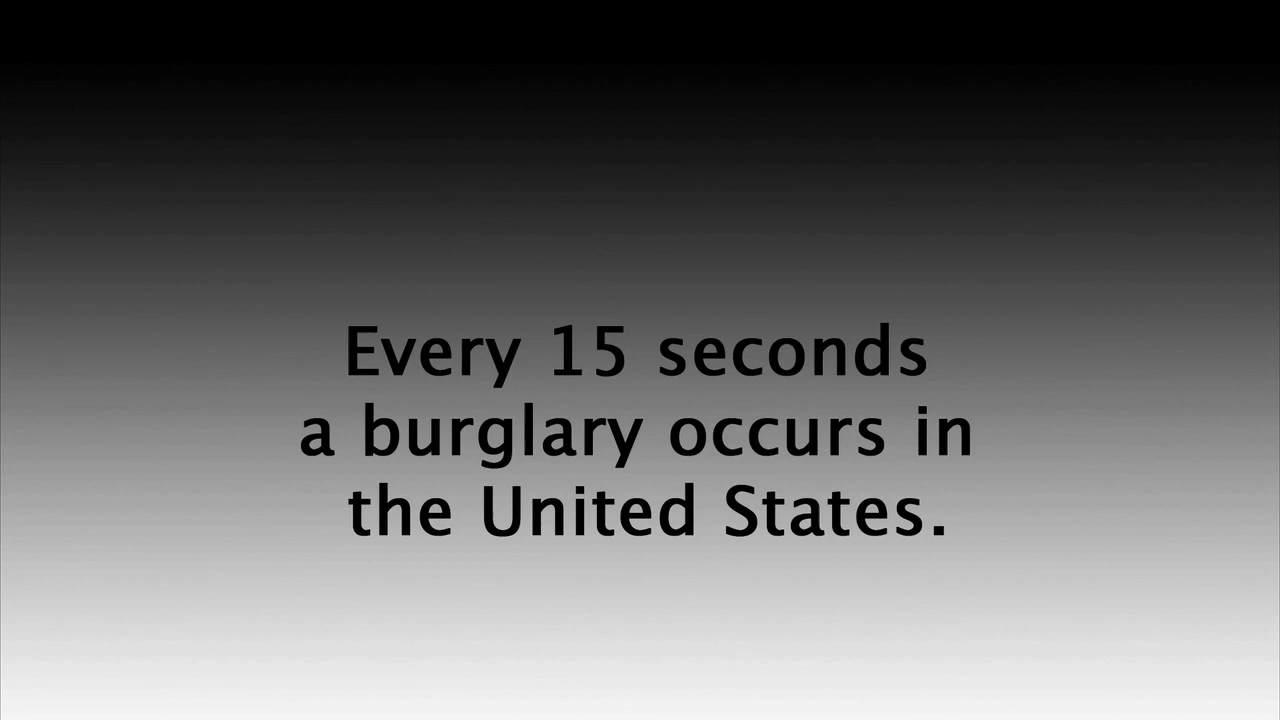 Every 15 seconds
a burglary occurs in
the United States.